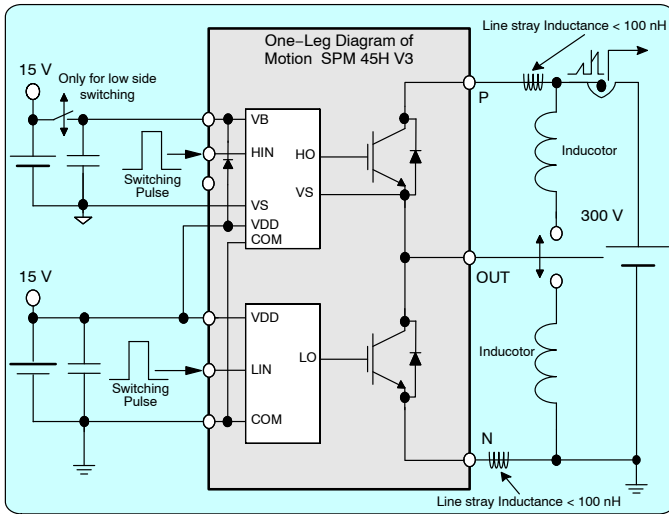 Line stray Inductance < 100 nH
One−Leg Diagram of
Motion SPM 45H V3
15 V
Only for low side
switching
P
VB
HIN
HO
Switching
Pulse
VS
VS
VDD
COM
Inducotor
300 V
OUT
15 V
VDD
LIN
LO
Switching
Pulse
COM
Inducotor
N
Line stray Inductance < 100 nH